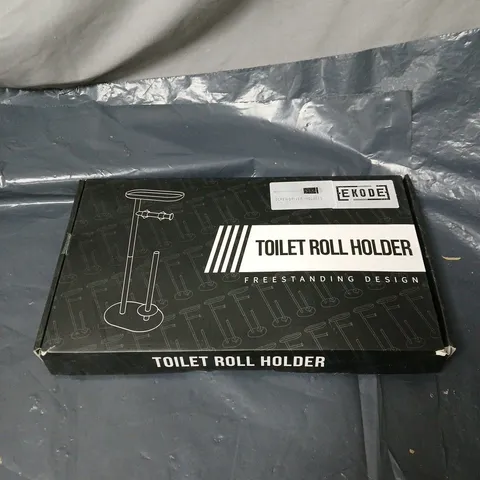 EKODE
TOILET ROLL HOLDER
FREESTANDING DESIGN
TOILET ROLL HOLDER